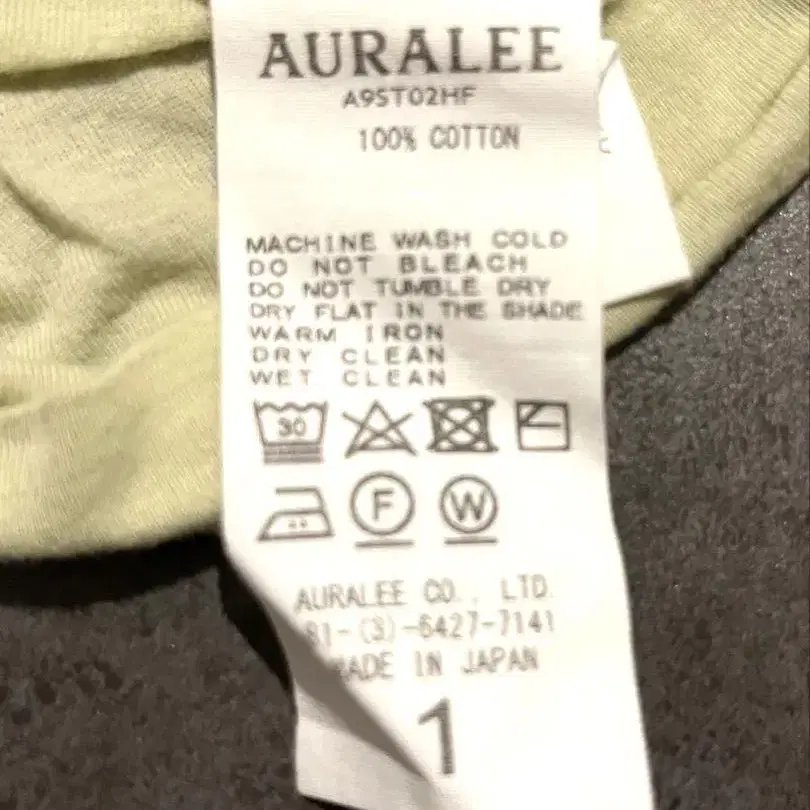 AURALEE
A9ST02HF
100% COTTON
MACHINE WASH COLD
DO NOT BLEACH
DO NOT TUMBLE DRY
DRY FLAT IN THE SHADE
WARM IRON
DRY CLEAN
WET CLEAN
30
F W
AURALEE CO., LTD.
81-(3)-6427-7141
MADE IN JAPAN
1